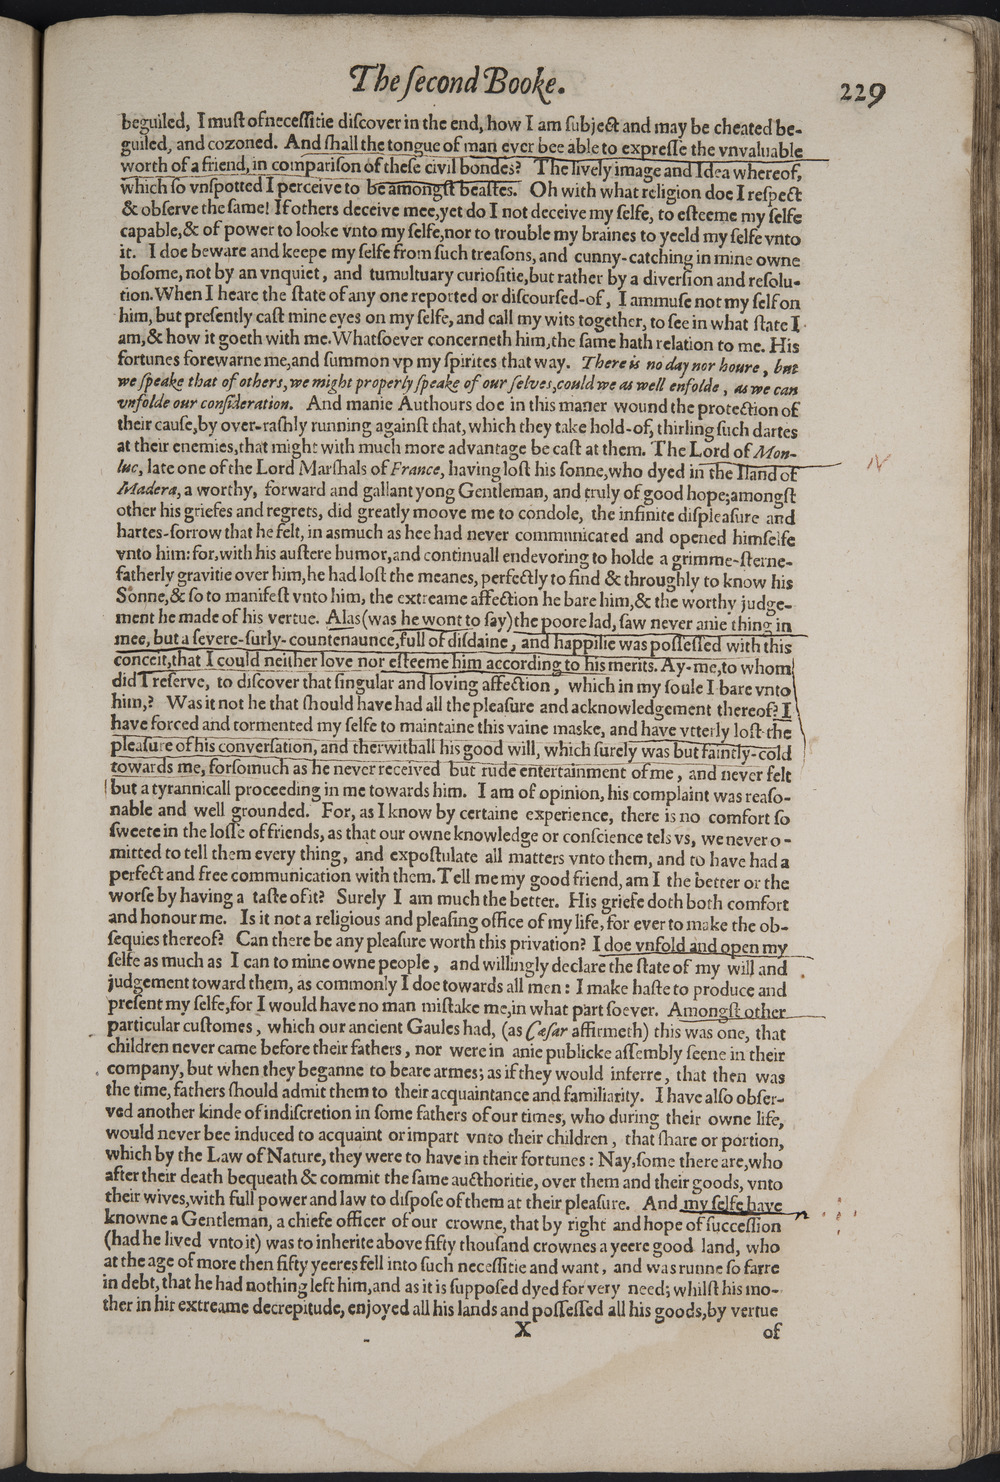 The ſecond Booke.
229
beguiled, I muſt of neceſſitie diſcover in the end, how I am ſubject and may be cheated be-
guiled, and cozoned. And ſhall the tongue of man ever bee able to expreſſe the vnvaluable
worth of a friend, in compariſon of theſe civil bondes? The lively image and Idea whereof,
which ſo vnſpotted I perceive to be amongſt beaſtes. Oh with what religion doe I reſpect
& obſerve the ſame! If others deceive mee, yet do I not deceive my ſelfe, to eſteeme my ſelfe
capable, & of power to looke vnto my ſelfe, nor to trouble my braines to yeeld my ſelfe vnto
it. I doe beware and keepe my ſelfe from ſuch treaſons, and cunny-catching in mine owne
boſome, not by an vnquiet, and tumultuary curioſitie, but rather by a diverſion and reſolu-
tion. When I heare the ſtate of any one reported or diſcourſed-of, I ammuſe not my ſelf on
him, but preſently caſt mine eyes on my ſelfe, and call my wits together, to ſee in what ſtate I
am, & how it goeth with me. Whatſoever concerneth him, the ſame hath relation to me. His
fortunes forewarne me, and ſummon vp my ſpirites that way. There is no day nor houre, but
we ſpeake that of others, we might properly ſpeake of our ſelves, could we as well enfolde, as we can
vnfolde our conſideration. And manie Authours doe in this maner wound the protection of
their cauſe, by over-raſhly running againſt that, which they take hold-of, thirling ſuch dartes
at their enemies, that might with much more advantage be caſt at them. The Lord of Mon-
luc, late one of the Lord Marſhals of France, having loſt his ſonne, who dyed in the Iland of
Madera, a worthy, forward and gallant yong Gentleman, and truly of good hope; amongſt
other his griefes and regrets, did greatly moove me to condole, the infinite diſpleaſure and
hartes-ſorrow that he felt, in aſmuch as hee had never communicated and opened himſelfe
vnto him: for, with his auſtere humor, and continuall endevoring to holde a grimme-ſterne-
fatherly gravitie over him, he had loſt the meanes, perfectly to find & throughly to know his
Sonne, & ſo to manifeſt vnto him, the extreame affection he bare him, & the worthy judge-
ment he made of his vertue. Alas (was he wont to ſay) the poore lad, ſaw never anie thing in
mee, but a ſevere-ſurly-countenaunce, full of diſdaine, and happilie was poſſeſſed with this
conceit, that I could neither love nor eſteeme him according to his merits. Ay-me, to whom
did I reſerve, to diſcover that ſingular and loving affection, which in my ſoule I bare vnto
him,? Was it not he that ſhould have had all the pleaſure and acknowledgement thereof? I
have forced and tormented my ſelfe to maintaine this vaine maske, and have vtterly loſt the
pleaſure of his converſation, and therwithall his good will, which ſurely was but faintly-cold
towards me, forſomuch as he never received but rude entertainment of me, and never felt
but a tyrannicall proceeding in me towards him. I am of opinion, his complaint was reaſo-
nable and well grounded. For, as I know by certaine experience, there is no comfort ſo
ſweete in the loſſe of friends, as that our owne knowledge or conſcience tels vs, we never o-
mitted to tell them every thing, and expoſtulate all matters vnto them, and to have had a
perfect and free communication with them. Tell me my good friend, am I the better or the
worſe by having a taſte of it? Surely I am much the better. His griefe doth both comfort
and honour me. Is it not a religious and pleaſing office of my life, for ever to make the ob-
ſequies thereof? Can there be any pleaſure worth this privation? I doe vnfold and open my
ſelfe as much as I can to mine owne people, and willingly declare the ſtate of my will and
judgement toward them, as commonly I doe towards all men: I make haſte to produce and
preſent my ſelfe, for I would have no man miſtake me, in what part ſoever. Amongſt other
particular cuſtomes, which our ancient Gaules had, (as Cæſar affirmeth) this was one, that
children never came before their fathers, nor were in anie publicke aſſembly ſeene in their
company, but when they beganne to beare armes; as if they would inferre, that then was
the time, fathers ſhould admit them to their acquaintance and familiarity. I have alſo obſer-
ved another kinde of indiſcretion in ſome fathers of our times, who during their owne life,
would never bee induced to acquaint or impart vnto their children, that ſhare or portion,
which by the Law of Nature, they were to have in their fortunes: Nay, ſome there are, who
after their death bequeath & commit the ſame aucthoritie, over them and their goods, vnto
their wives, with full power and law to diſpoſe of them at their pleaſure. And my ſelfe have
knowne a Gentleman, a chiefe officer of our crowne, that by right and hope of ſucceſſion
(had he lived vnto it) was to inherite above fifty thouſand crownes a yeere good land, who
at the age of more then fifty yeeres fell into ſuch neceſſitie and want, and was runne ſo farre
in debt, that he had nothing left him, and as it is ſuppoſed dyed for very need; whilſt his mo-
ther in hir extreame decrepitude, enjoyed all his lands and poſſeſſed all his goods, by vertue
X
of